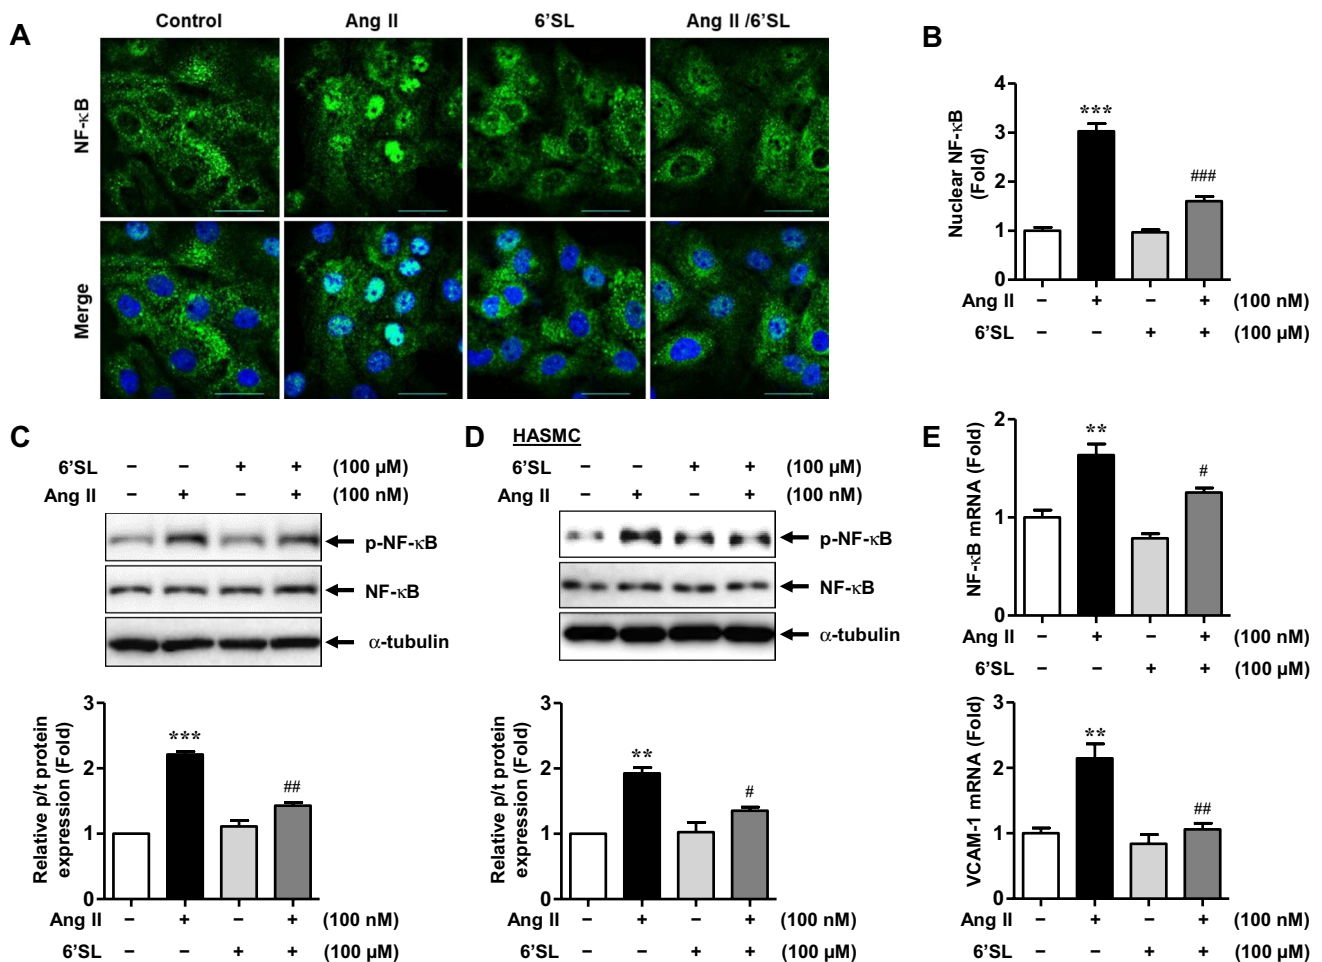 A
Control Ang II 6'SL Ang II /6'SL
NF-κB
Merge
B
Nuclear NF-κB
(Fold)
4
3
2
1
0
***
###
Ang II − + − + (100 nM)
6'SL − − + + (100 μM)
C
6'SL − − + + (100 μM)
Ang II − + − + (100 nM)
p-NF-κB
NF-κB
α-tubulin
Relative p/t protein
expression (Fold)
3
2
1
0
***
##
Ang II − + − + (100 nM)
6'SL − − + + (100 μM)
D HASMC
6'SL − − + + (100 μM)
Ang II − + − + (100 nM)
p-NF-κB
NF-κB
α-tubulin
Relative p/t protein
expression (Fold)
3
2
1
0
**
#
Ang II − + − + (100 nM)
6'SL − − + + (100 μM)
E
NF-κB mRNA (Fold)
2
1
0
**
#
Ang II − + − + (100 nM)
6'SL − − + + (100 μM)
VCAM-1 mRNA (Fold)
3
2
1
0
**
##
Ang II − + − + (100 nM)
6'SL − − + + (100 μM)